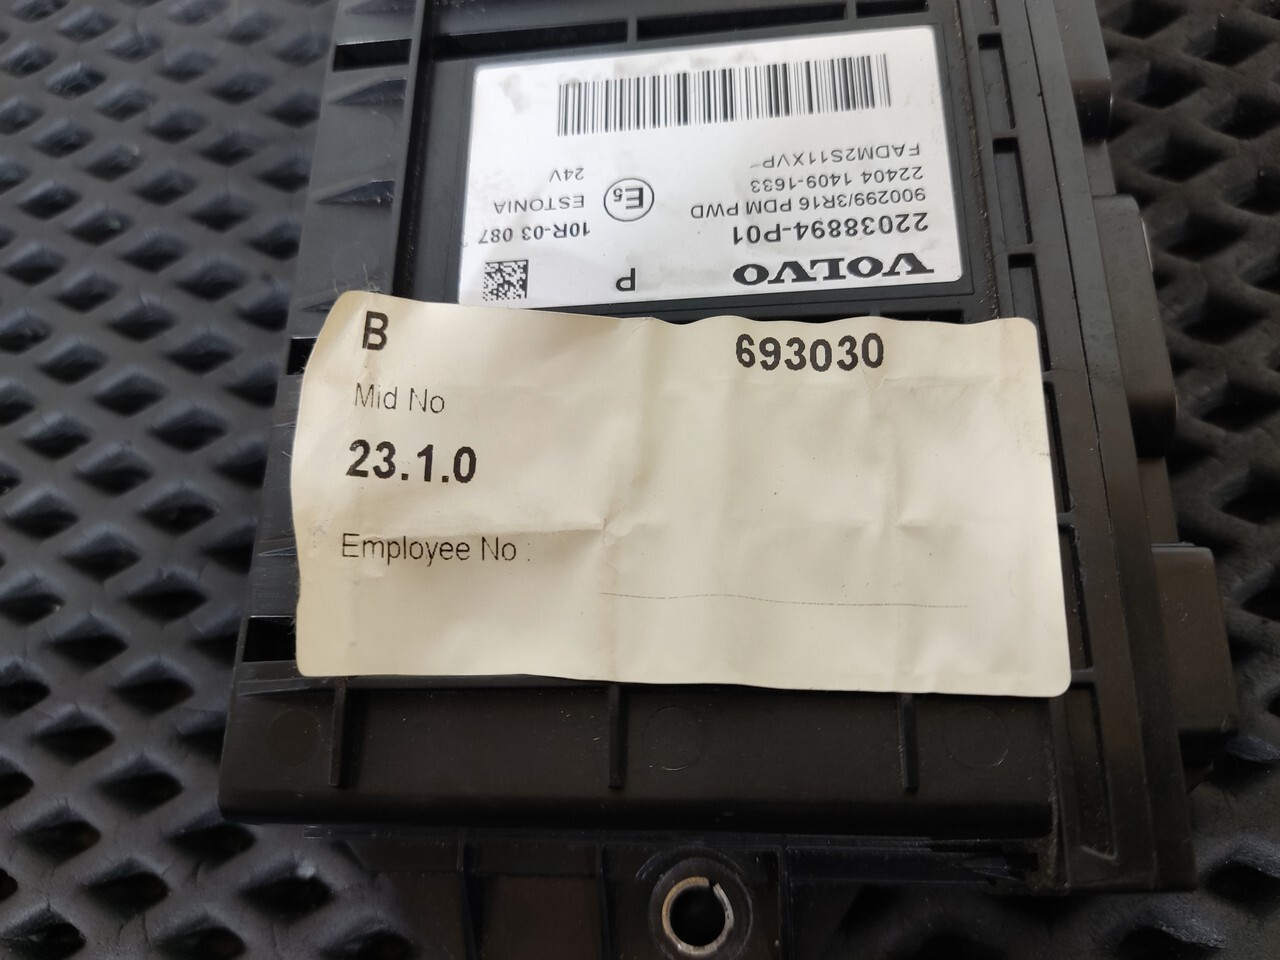 VOLVO
P
22038894-P01
10R-03 087
900299/3R16 PDM PWD
E5
ESTONIA
22404 1409-1633
24V
FADM2S11XVP
B
693030
Mid No
23.1.0
Employee No :